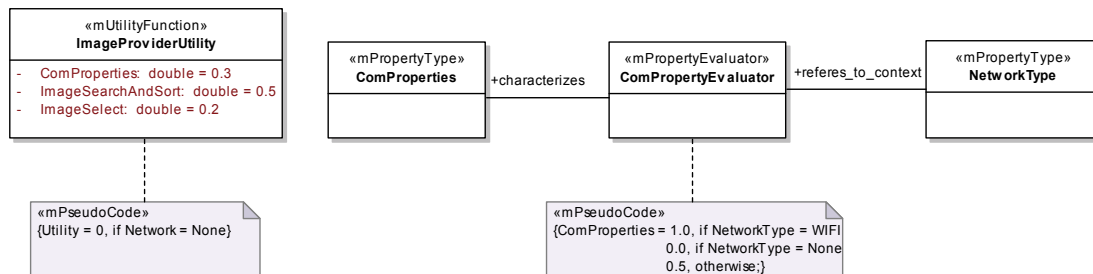 «mUtilityFunction»
ImageProviderUtility
- ComProperties: double = 0.3
- ImageSearchAndSort: double = 0.5
- ImageSelect: double = 0.2
«mPseudoCode»
{Utility = 0, if Network = None}
«mPropertyType»
ComProperties
+characterizes
«mPropertyEvaluator»
ComPropertyEvaluator
+referes_to_context
«mPropertyType»
NetworkType
«mPseudoCode»
{ComProperties = 1.0, if NetworkType = WIFI
0.0, if NetworkType = None
0.5, otherwise;}